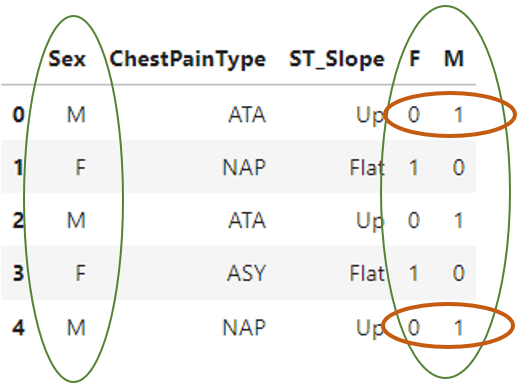 Sex ChestPainType ST_Slope F M
0 M ATA Up 0 1
1 F NAP Flat 1 0
2 M ATA Up 0 1
3 F ASY Flat 1 0
4 M NAP Up 0 1